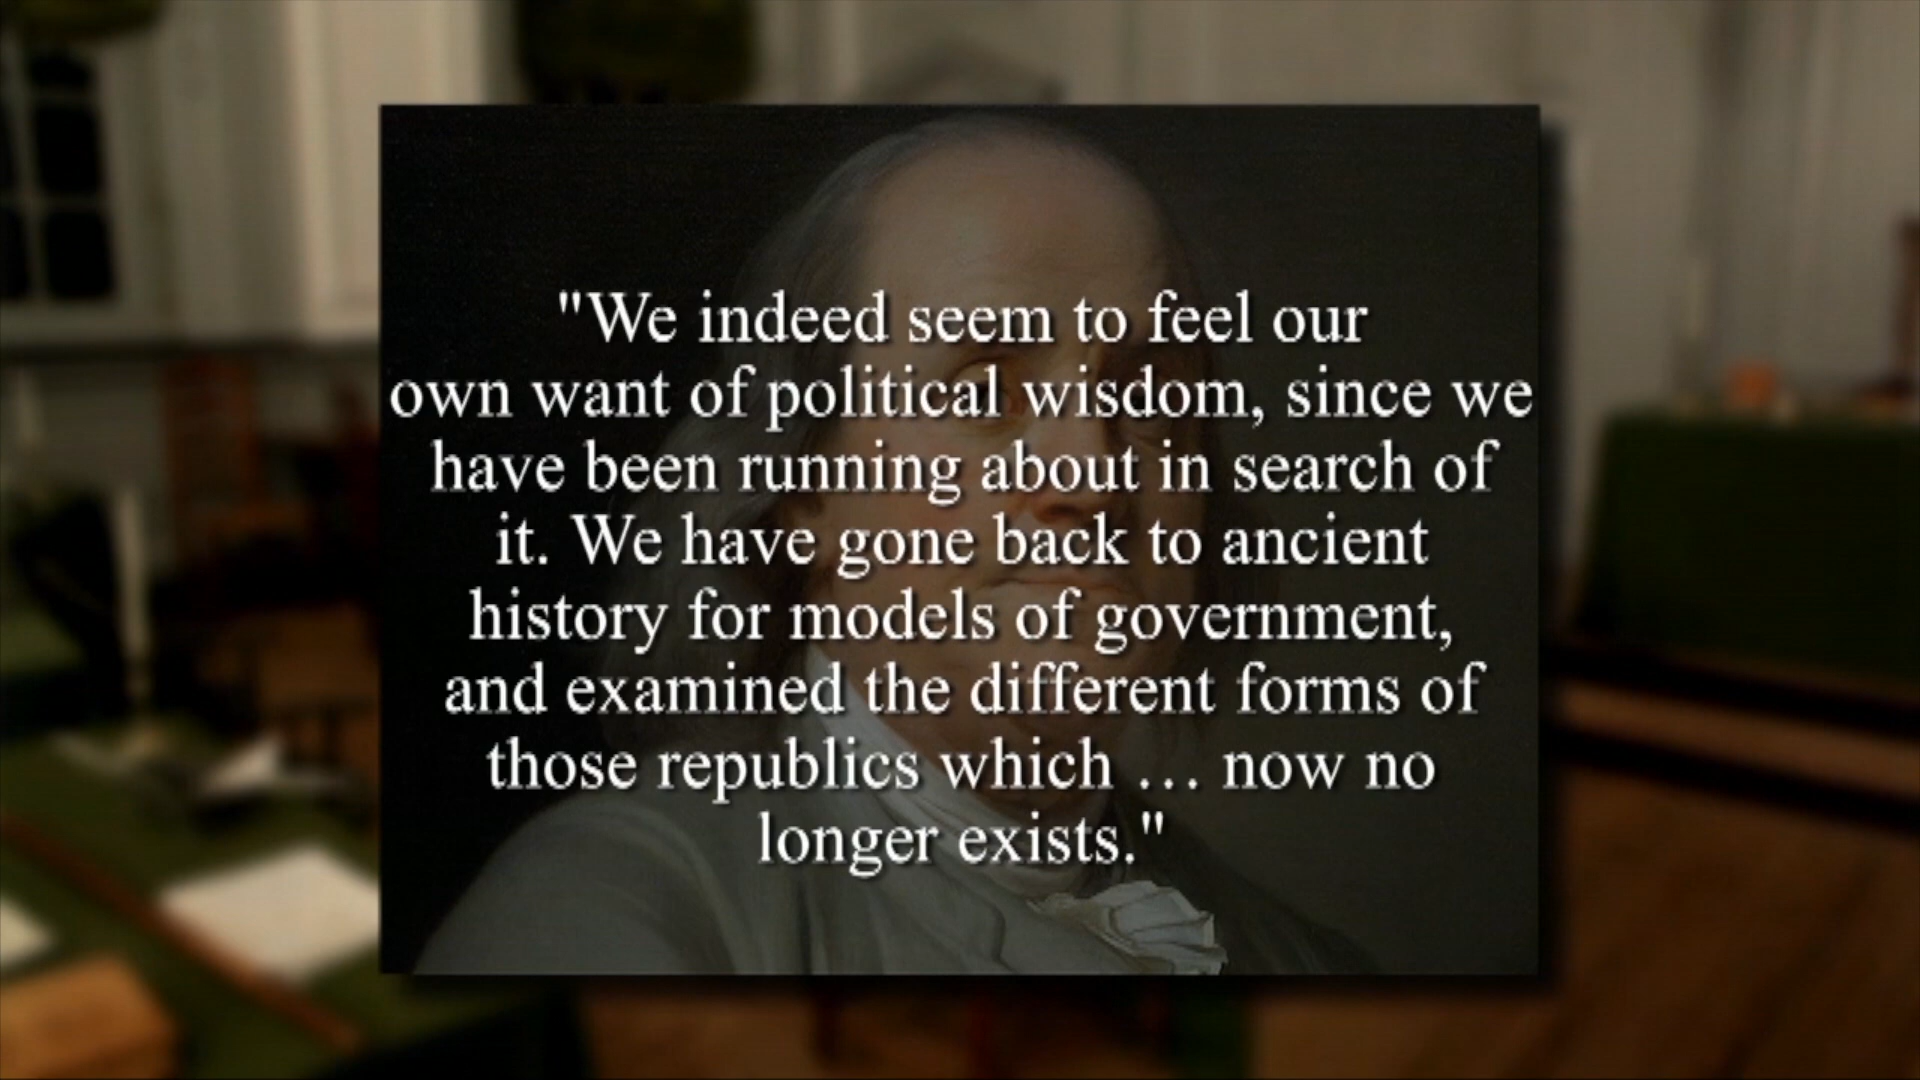 "We indeed seem to feel our
own want of political wisdom, since we
have been running about in search of
it. We have gone back to ancient
history for models of government,
and examined the different forms of
those republics which … now no
longer exists."